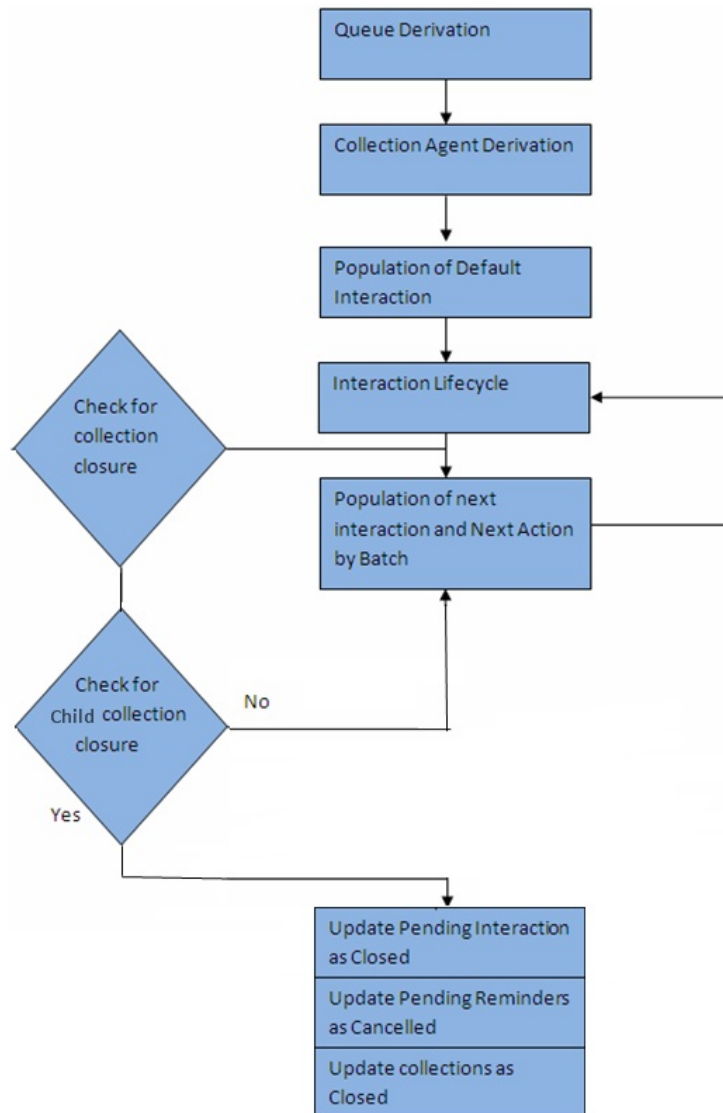 Queue Derivation
Collection Agent Derivation
Population of Default
Interaction
Interaction Lifecycle
Check for
collection
closure
Population of next
interaction and Next Action
by Batch
Check for
Child collection
closure
No
Yes
Update Pending Interaction
as Closed
Update Pending Reminders
as Cancelled
Update collections as
Closed